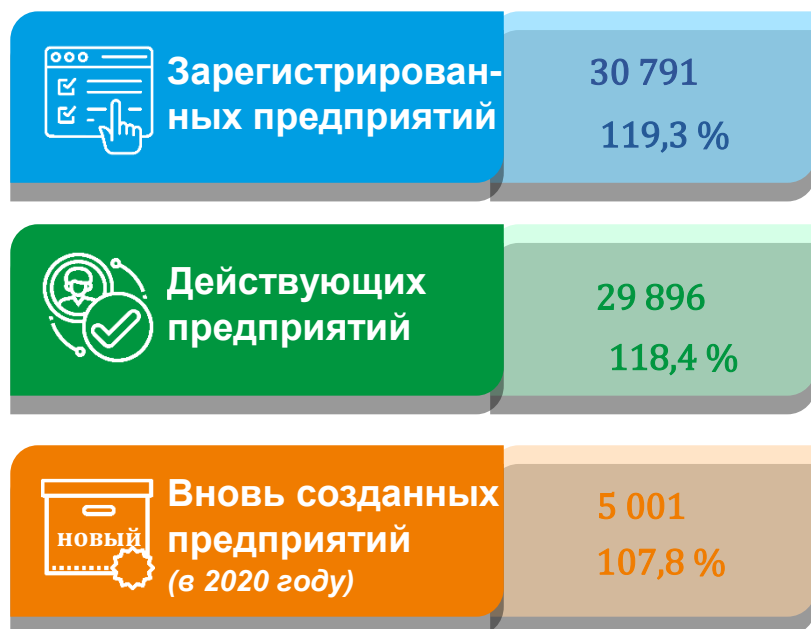 Зарегистрирован-
ных предприятий
30 791
119,3 %
Действующих
предприятий
29 896
118,4 %
новый
Вновь созданных
предприятий
(в 2020 году)
5 001
107,8 %